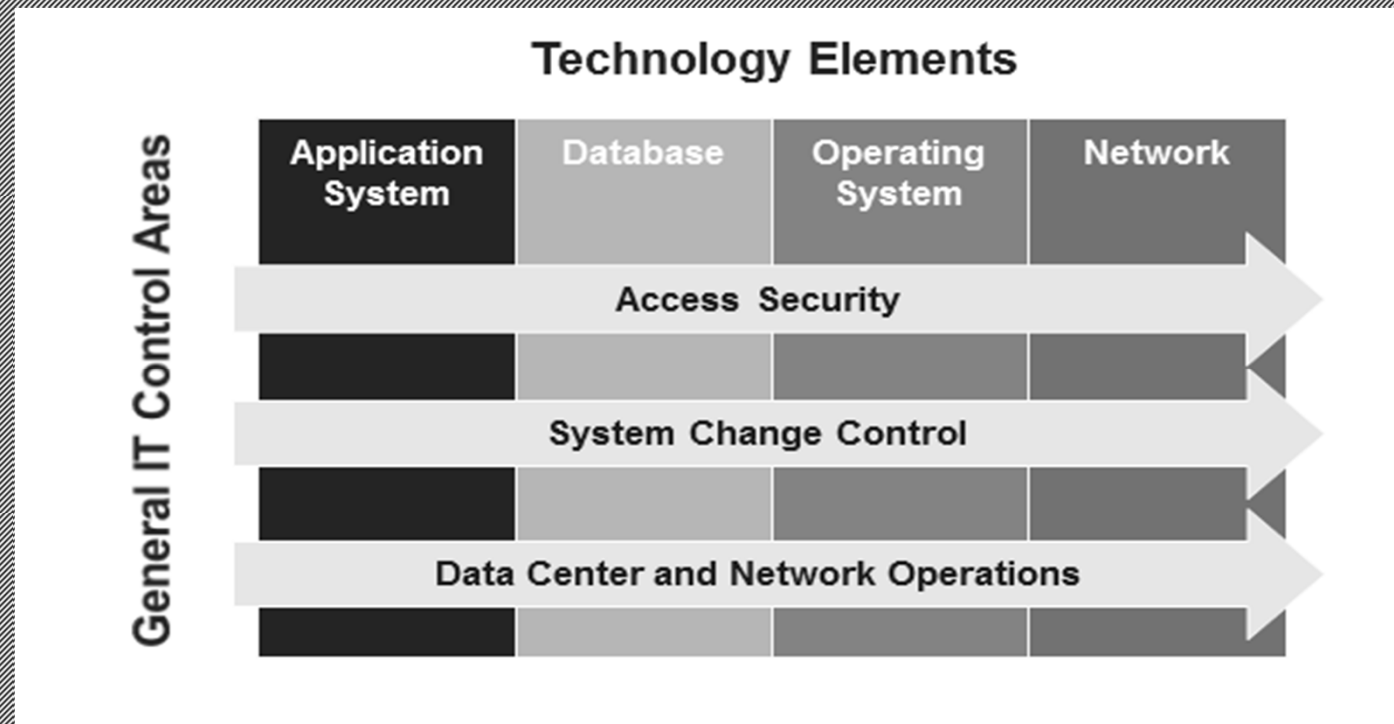 Technology Elements
General IT Control Areas
Application
System
Database
Operating
System
Network
Access Security
System Change Control
Data Center and Network Operations